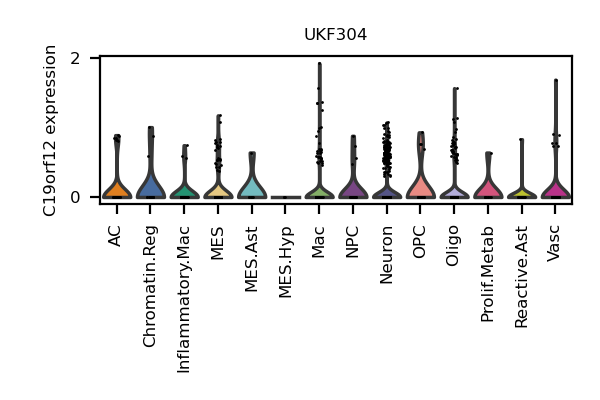 UKF304
C19orf12 expression
2
0
AC
Chromatin.Reg
Inflammatory.Mac
MES
MES.Ast
MES.Hyp
Mac
NPC
Neuron
OPC
Oligo
Prolif.Metab
Reactive.Ast
Vasc